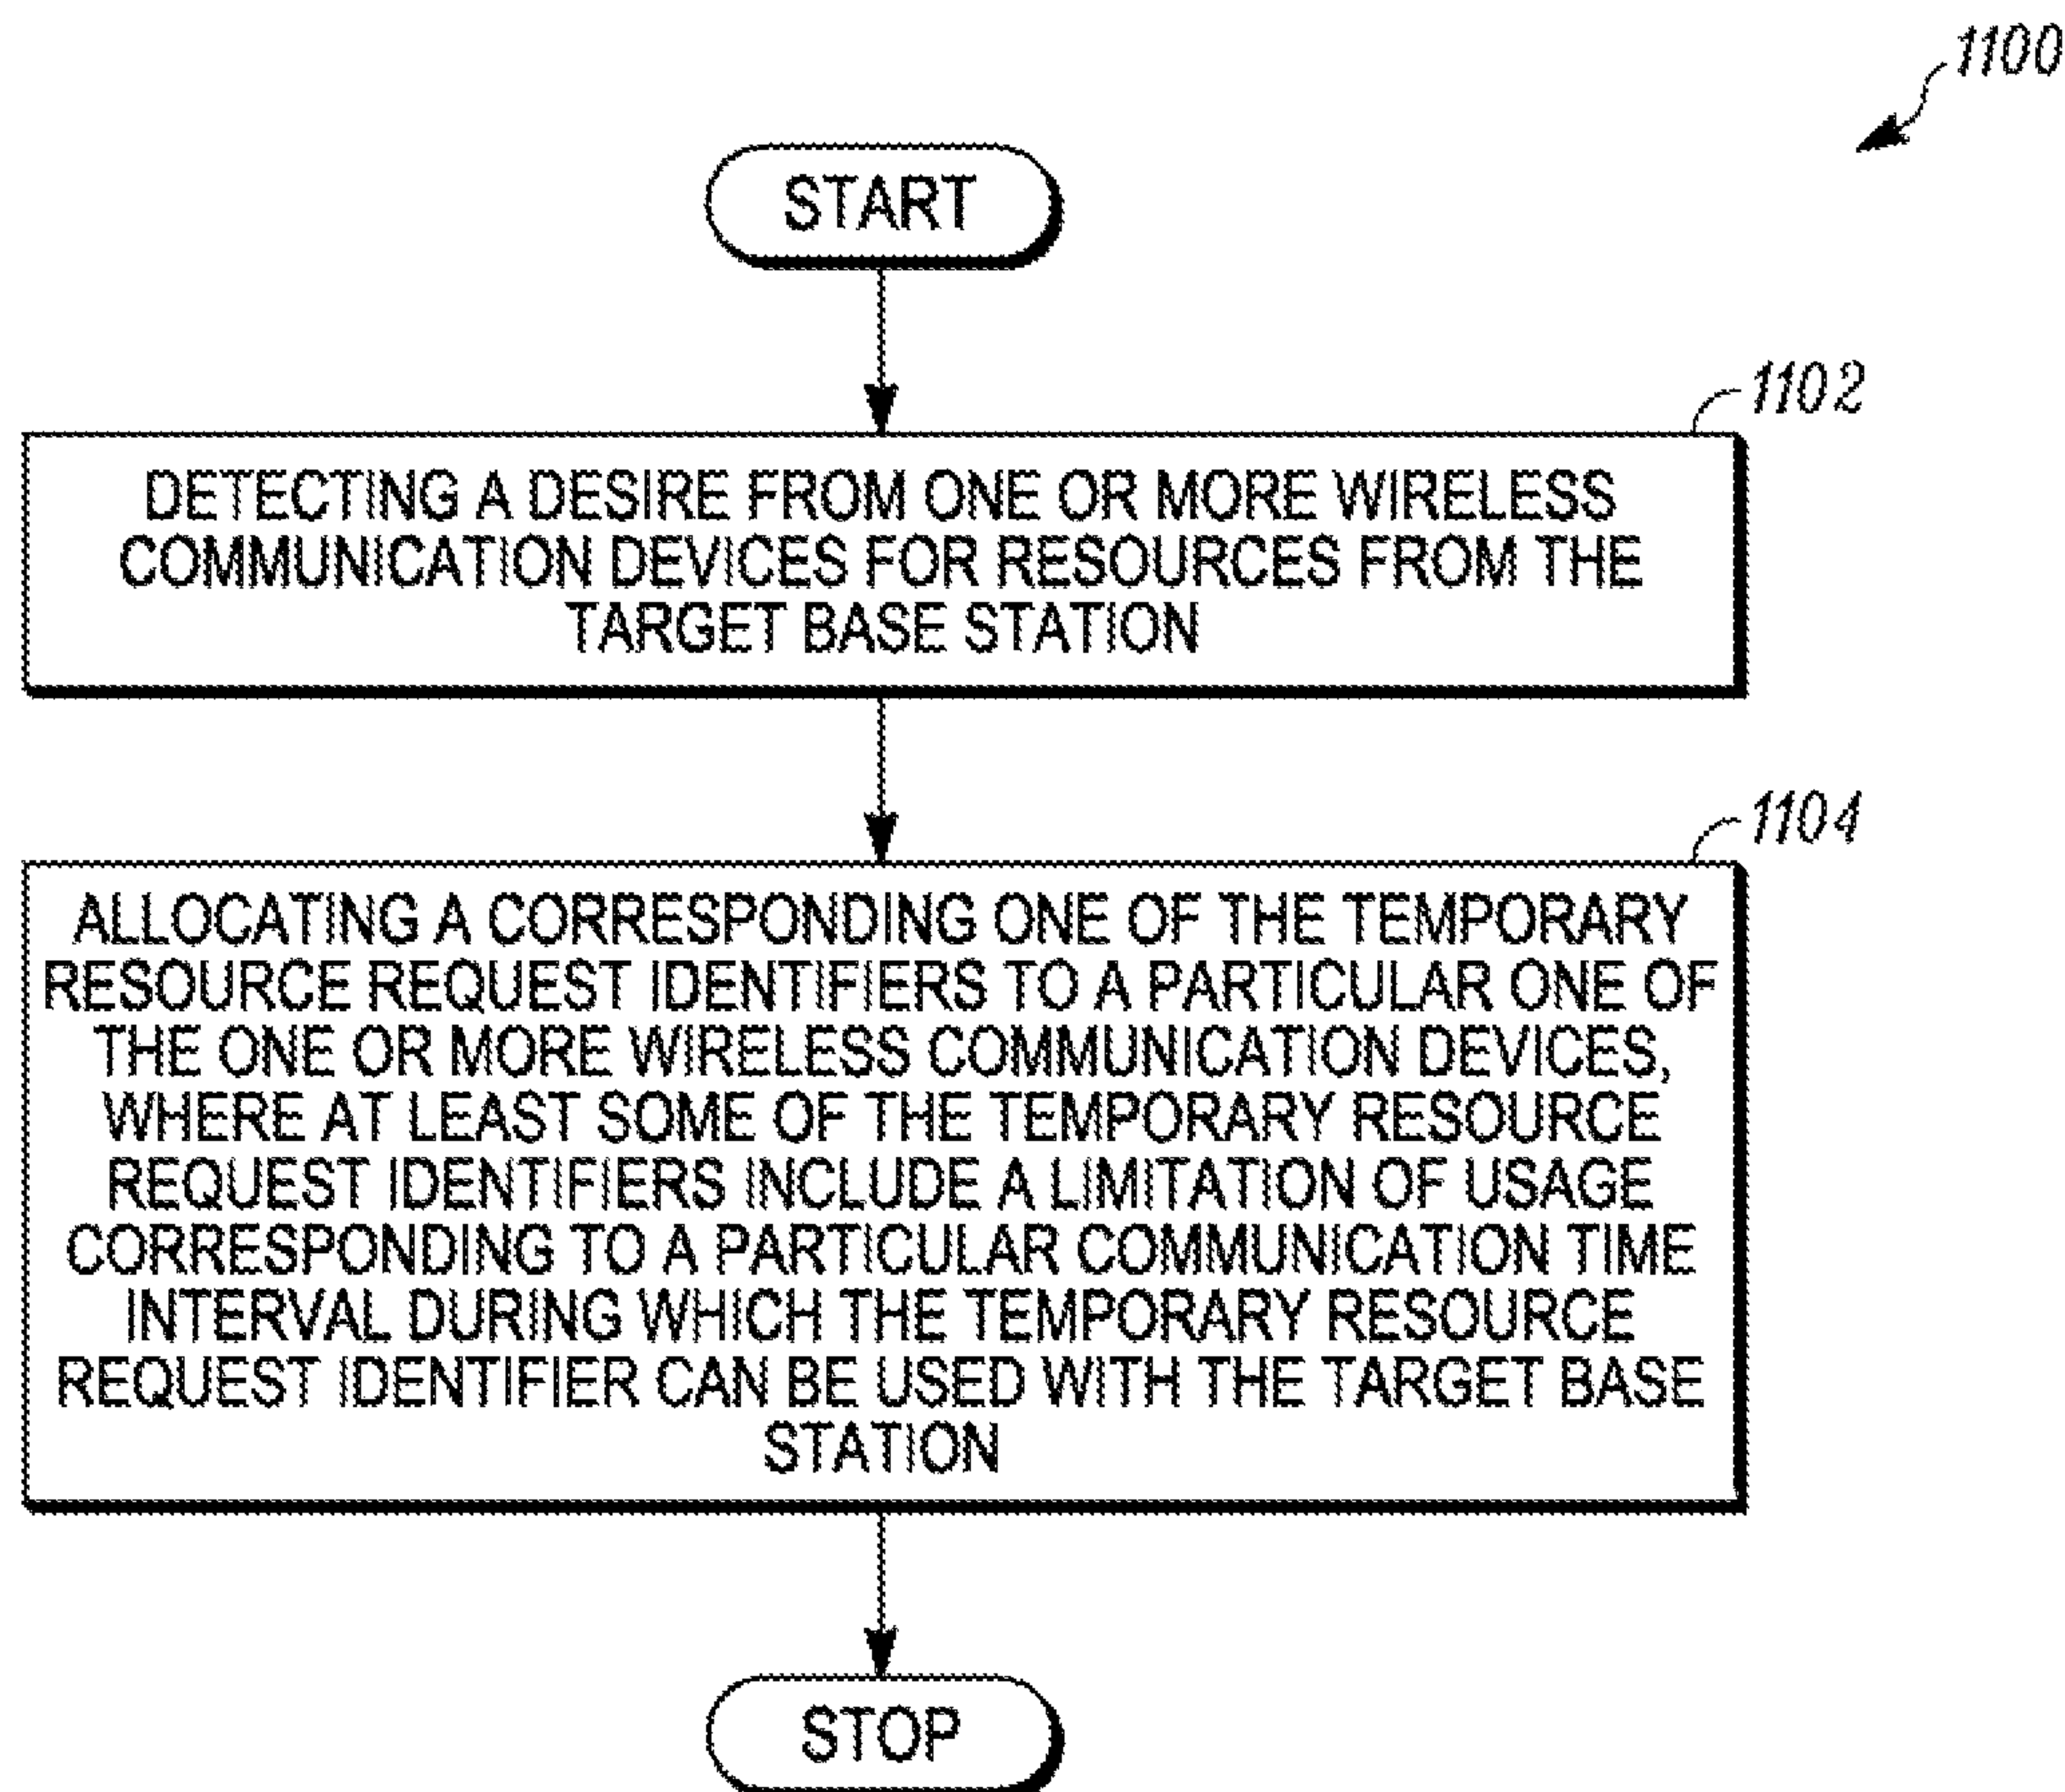 1100
START
1102
DETECTING A DESIRE FROM ONE OR MORE WIRELESS
COMMUNICATION DEVICES FOR RESOURCES FROM THE
TARGET BASE STATION
1104
ALLOCATING A CORRESPONDING ONE OF THE TEMPORARY
RESOURCE REQUEST IDENTIFIERS TO A PARTICULAR ONE OF
THE ONE OR MORE WIRELESS COMMUNICATION DEVICES,
WHERE AT LEAST SOME OF THE TEMPORARY RESOURCE
REQUEST IDENTIFIERS INCLUDE A LIMITATION OF USAGE
CORRESPONDING TO A PARTICULAR COMMUNICATION TIME
INTERVAL DURING WHICH THE TEMPORARY RESOURCE
REQUEST IDENTIFIER CAN BE USED WITH THE TARGET BASE
STATION
STOP